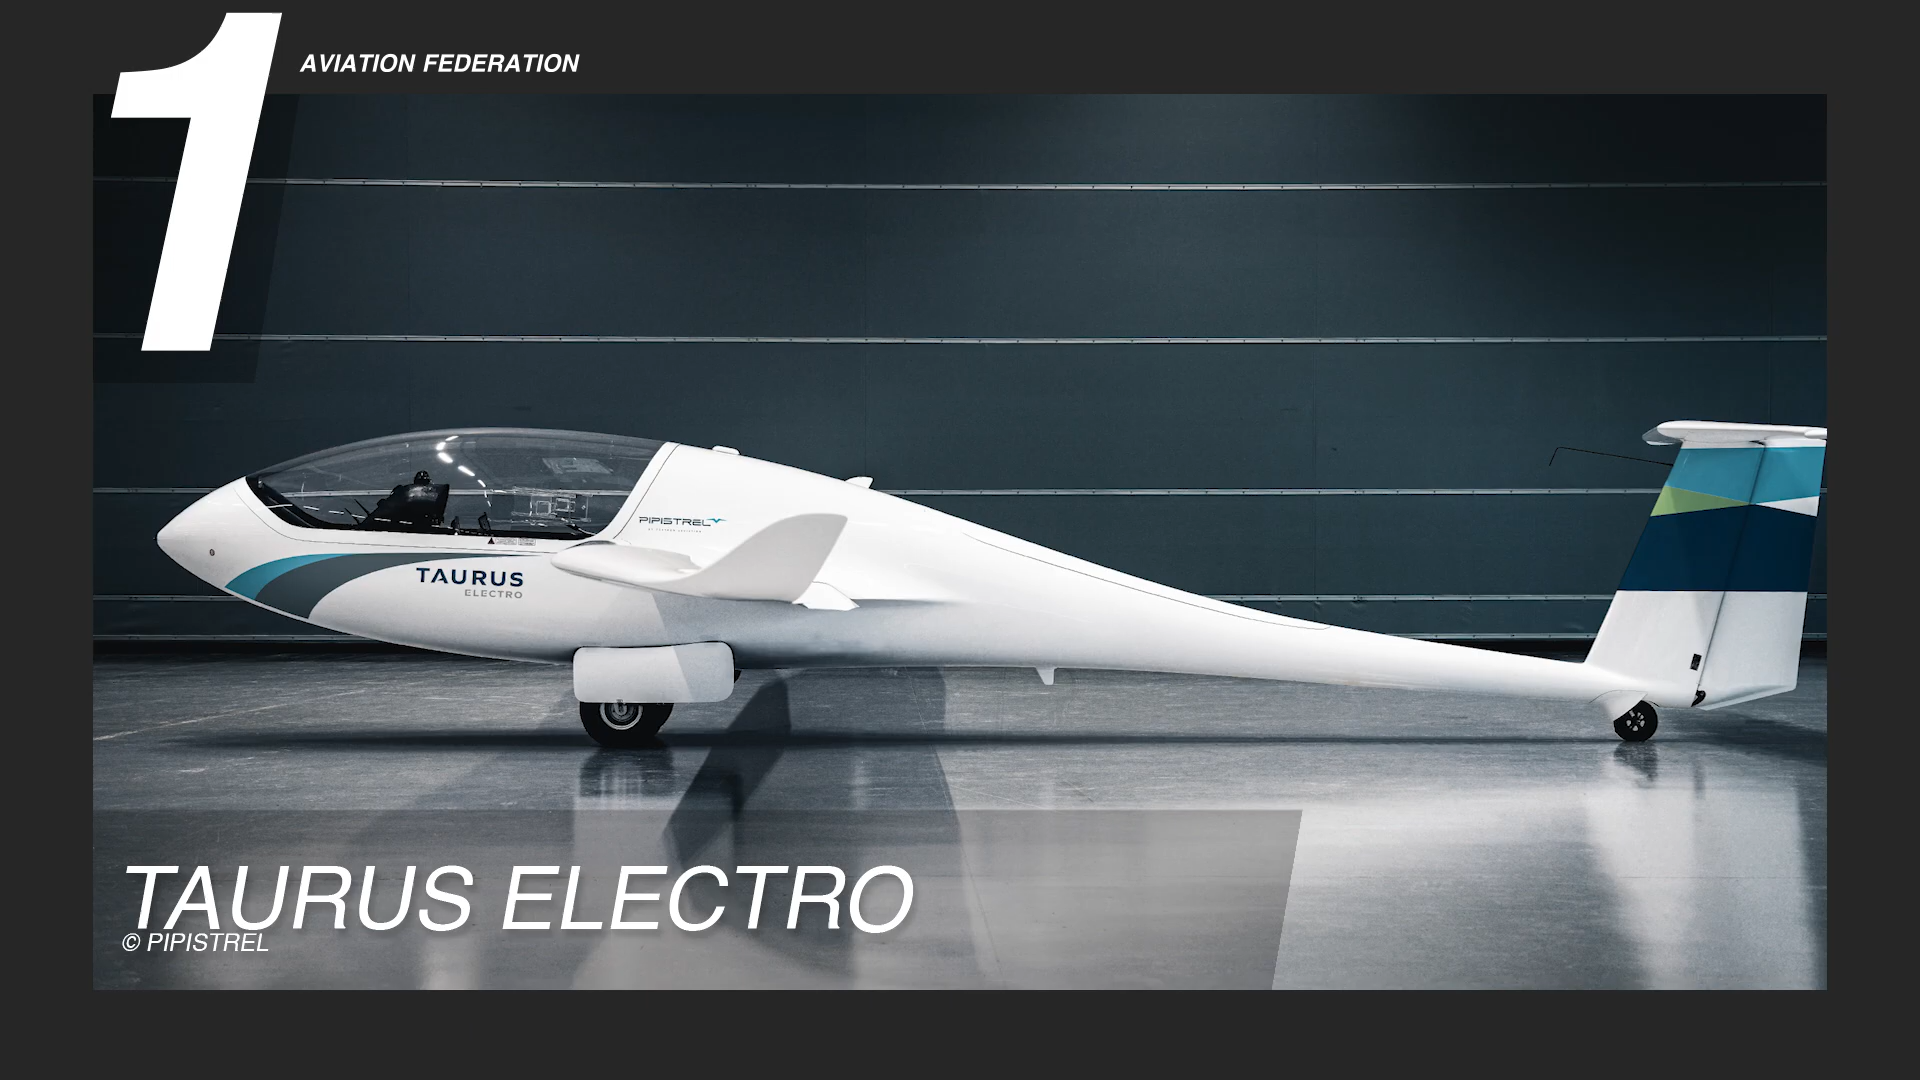 1
AVIATION FEDERATION
PIPISTREL
TAURUS
ELECTRO
TAURUS ELECTRO
© PIPISTREL